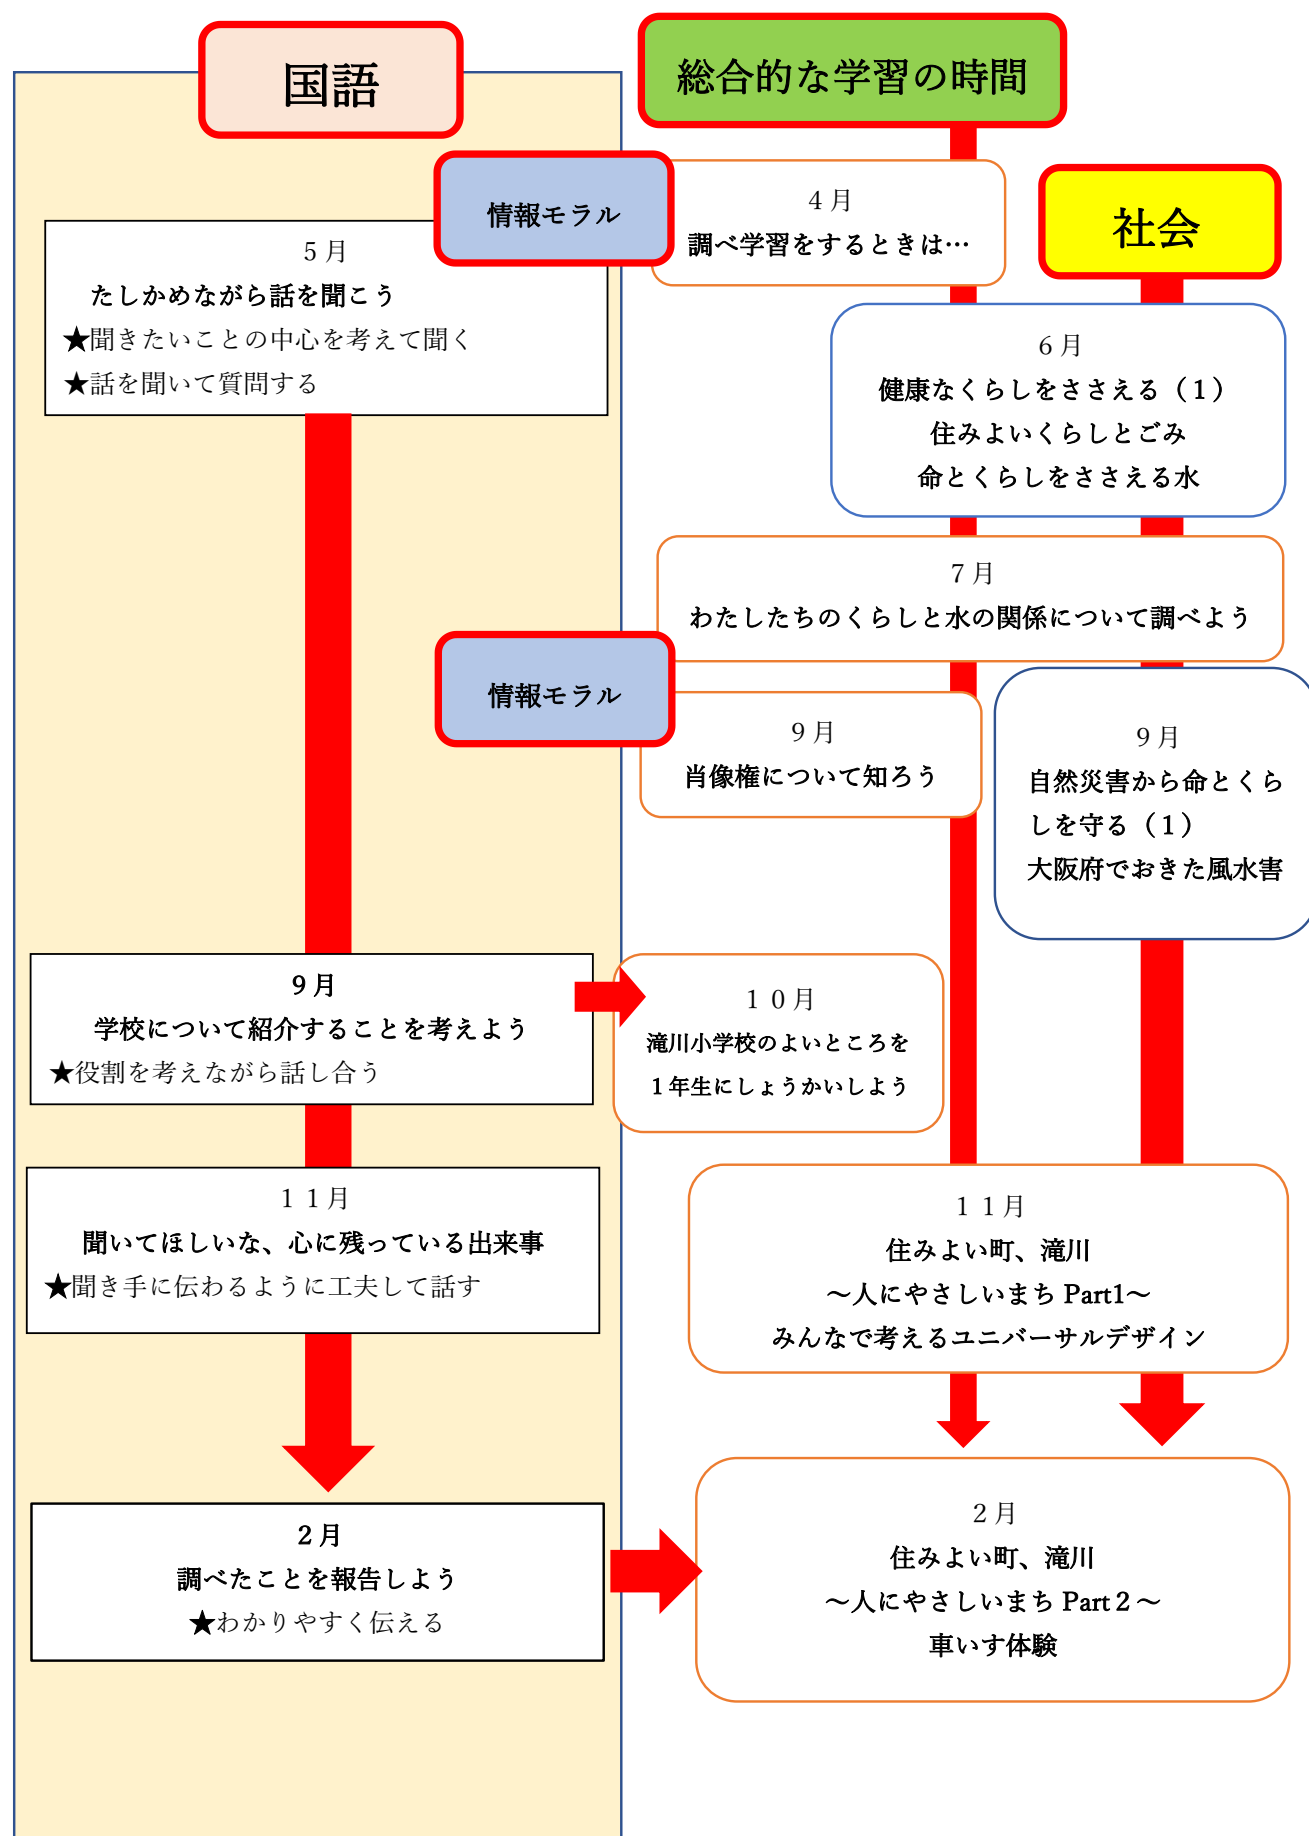 国語
総合的な学習の時間
情報モラル
4月
調べ学習をするときは…
社会
5月
たしかめながら話を聞こう
★聞きたいことの中心を考えて聞く
★話を聞いて質問する
6月
健康なくらしをささえる（1）
住みよいくらしとごみ
命とくらしをささえる水
7月
わたしたちのくらしと水の関係について調べよう
情報モラル
9月
肖像権について知ろう
9月
自然災害から命とくら
しを守る（1）
大阪府でおきた風水害
9月
学校について紹介することを考えよう
★役割を考えながら話し合う
１０月
滝川小学校のよいところを
１年生にしょうかいしよう
１１月
聞いてほしいな、心に残っている出来事
★聞き手に伝わるように工夫して話す
１１月
住みよい町、滝川
～人にやさしいまち Part1～
みんなで考えるユニバーサルデザイン
2月
調べたことを報告しよう
★わかりやすく伝える
2月
住みよい町、滝川
～人にやさしいまち Part２～
車いす体験